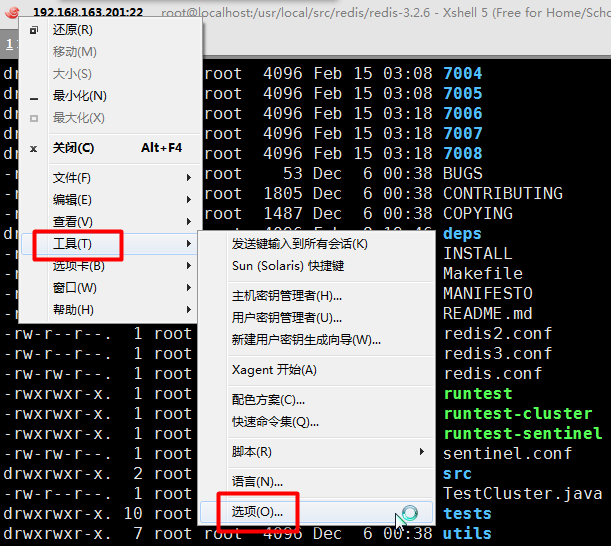 192.168.163.201:22 root@localhost:/usr/local/src/redis/redis-3.2.6 - Xshell 5 (Free for Home/Scho
1
还原(R)
移动(M)
大小(S)
最小化(N)
最大化(X)
关闭(C) Alt+F4
文件(F)
编辑(E)
查看(V)
工具(T)
选项卡(B)
窗口(W)
帮助(H)
发送键输入到所有会话(K)
Sun (Solaris) 快捷键
主机密钥管理者(H)...
用户密钥管理者(U)...
新建用户密钥生成向导(W)...
Xagent 开始(A)
配色方案(C)...
快速命令集(Q)...
脚本(R)
语言(N)...
选项(O)...
dr root 4096 Feb 15 03:08 7004
dr root 4096 Feb 15 03:08 7005
dr root 4096 Feb 15 03:18 7006
dr root 4096 Feb 15 03:18 7007
dr root 4096 Feb 15 03:18 7008
-r root 53 Dec 6 00:38 BUGS
-r root 1805 Dec 6 00:38 CONTRIBUTING
-r root 1487 Dec 6 00:38 COPYING
dr deps
-r INSTALL
-r Makefile
-r MANIFESTO
-r README.md
-rw-r--r--. 1 root redis2.conf
-rw-r--r--. 1 root redis3.conf
-rw-r--r--. 1 root redis.conf
-rwxrwxr-x. 1 root runtest
-rwxrwxr-x. 1 root runtest-cluster
-rwxrwxr-x. 1 root runtest-sentinel
-rw-rw-r--. 1 root sentinel.conf
drwxrwxr-x. 2 root src
-rw-r--r--. 1 root TestCluster.java
drwxrwxr-x. 10 root tests
drwxrwxr-x. 7 root root 4096 Dec 6 00:38 utils